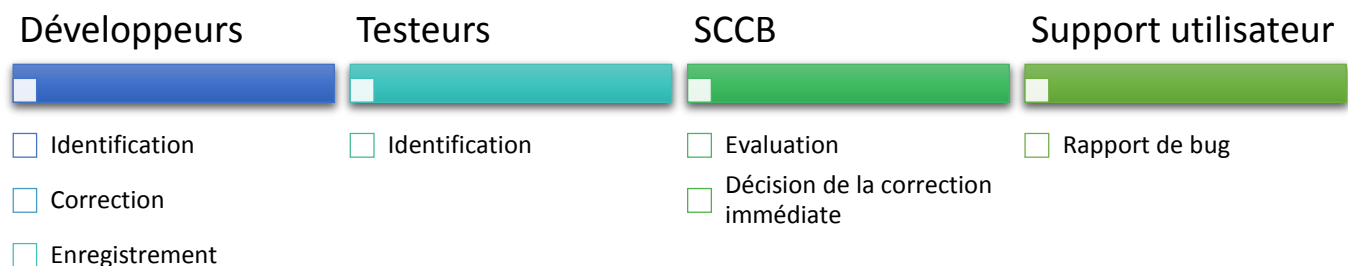 Développeurs
Identification
Correction
Enregistrement
Testeurs
Identification
SCCB
Evaluation
Décision de la correction
immédiate
Support utilisateur
Rapport de bug